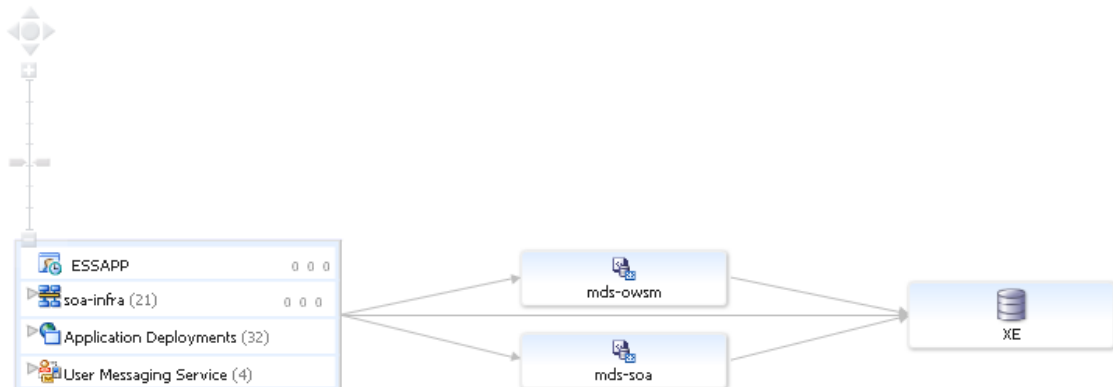 ESSAPP 0 0 0
soa-infra (21) 0 0 0
Application Deployments (32)
User Messaging Service (4)
mds-owsm
mds-soa
XE